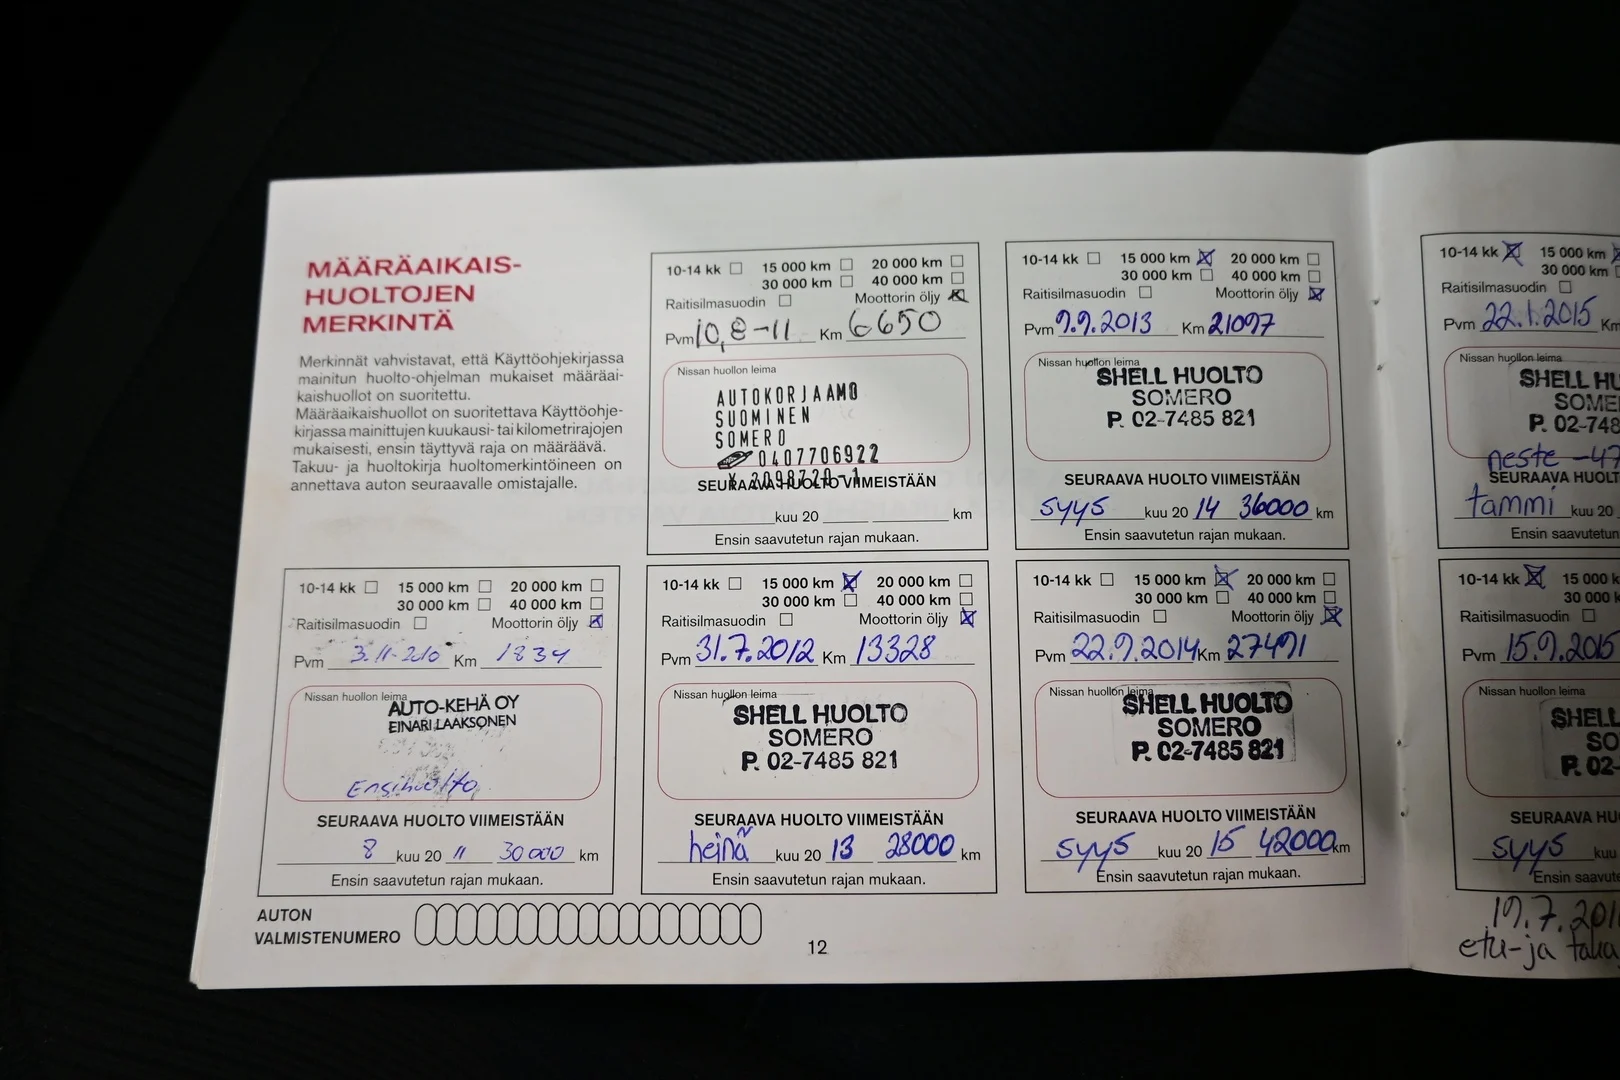 MÄÄRÄAIKAIS-
HUOLTOJEN
MERKINTÄ
Merkinnät vahvistavat, että Käyttöohjekirjassa
mainitun huolto-ohjelman mukaiset määräai-
kaishuollot on suoritettu.
Määräaikaishuollot on suoritettava Käyttöohje-
kirjassa mainittujen kuukausi- tai kilometrirajojen
mukaisesti, ensin täyttyvä raja on määräävä.
Takuu- ja huoltokirja huoltomerkintöineen on
annettava auton seuraavalle omistajalle.
10-14 kk 15 000 km 20 000 km
30 000 km 40 000 km
Raitisilmasuodin Moottorin öljy
Pvm 3.11-2010 Km 1834
Nissan huollon leima
AUTO-KEHÄ OY
EINARI LAAKSONEN
Ensihuolto
SEURAAVA HUOLTO VIIMEISTÄÄN
8 kuu 20 11 30000 km
Ensin saavutetun rajan mukaan.
10-14 kk 15 000 km 20 000 km
30 000 km 40 000 km
Raitisilmasuodin Moottorin öljy
Pvm 10,8-11 Km 6650
Nissan huollon leima
AUTOKORJAAMO
SUOMINEN
SOMERO
0407706922
SEURAAVA HUOLTO VIIMEISTÄÄN
kuu 20 km
Ensin saavutetun rajan mukaan.
10-14 kk 15 000 km 20 000 km
30 000 km 40 000 km
Raitisilmasuodin Moottorin öljy
Pvm 31.7.2012 Km 13328
Nissan huollon leima
SHELL HUOLTO
SOMERO
P. 02-7485 821
SEURAAVA HUOLTO VIIMEISTÄÄN
heinä kuu 20 13 28000 km
Ensin saavutetun rajan mukaan.
10-14 kk 15 000 km 20 000 km
30 000 km 40 000 km
Raitisilmasuodin Moottorin öljy
Pvm 9.9.2013 Km 21097
Nissan huollon leima
SHELL HUOLTO
SOMERO
P. 02-7485 821
SEURAAVA HUOLTO VIIMEISTÄÄN
syys kuu 20 14 36000 km
Ensin saavutetun rajan mukaan.
10-14 kk 15 000 km 20 000 km
30 000 km 40 000 km
Raitisilmasuodin Moottorin öljy
Pvm 22.9.2014 Km 27491
Nissan huollon leima
SHELL HUOLTO
SOMERO
P. 02-7485 821
SEURAAVA HUOLTO VIIMEISTÄÄN
syys kuu 20 15 42000 km
Ensin saavutetun rajan mukaan.
AUTON
VALMISTENUMERO
12
10-14 kk 15 000 km
30 000 km
Raitisilmasuodin
Pvm 22.1.2015 Km
Nissan huollon leima
SHELL HU
SOME
P. 02-748
neste -47
SEURAAVA HUOLT
tammi kuu 20
Ensin saavutetun
10-14 kk 15 000 k
30 000 k
Raitisilmasuodin
Pvm 15.9.2015
Nissan huollon leima
SHELL
SO
P. 02-
SEURAAVA HU
syys kuu
Ensin saavute
19.7.201
etu-ja taka